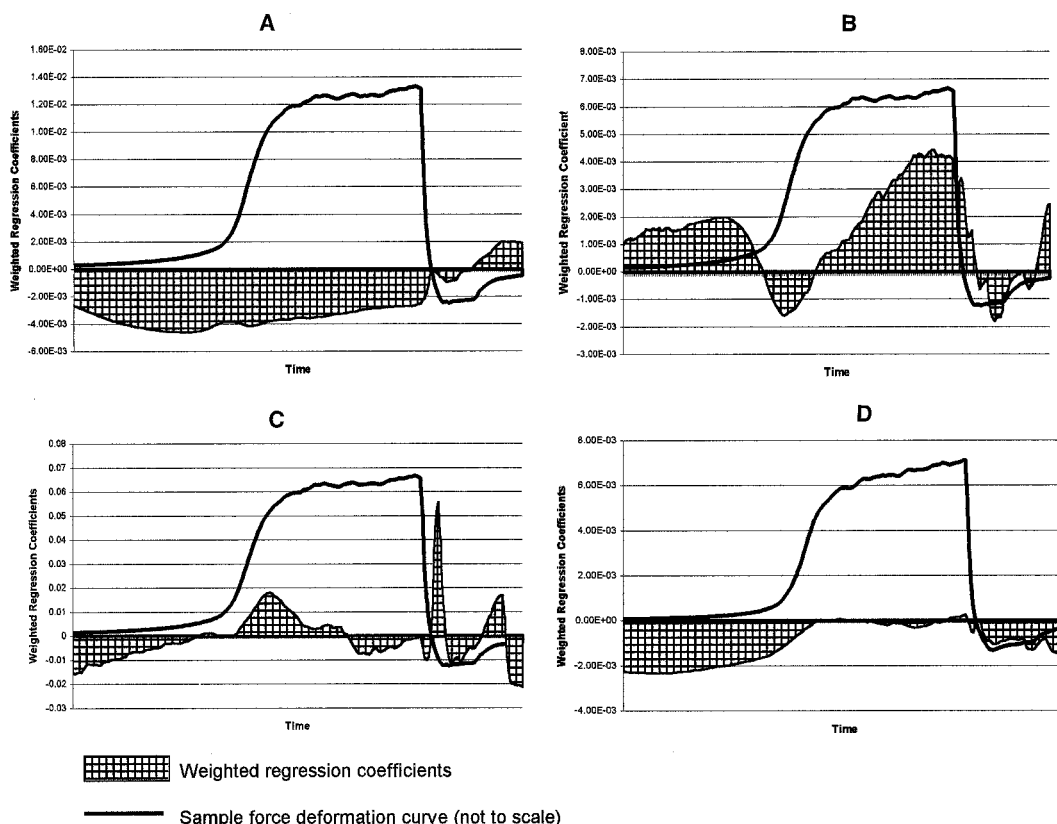 A
Weighted Regression Coefficients
1.60E-02
1.40E-02
1.20E-02
1.00E-02
8.00E-03
6.00E-03
4.00E-03
2.00E-03
0.00E+00
-2.00E-03
-4.00E-03
-6.00E-03
Time
B
Weighted Regression Coefficient
9.00E-03
8.00E-03
7.00E-03
6.00E-03
5.00E-03
4.00E-03
3.00E-03
2.00E-03
1.00E-03
0.00E+00
-1.00E-03
-2.00E-03
-3.00E-03
Time
C
Weighted Regression Coefficients
0.08
0.07
0.06
0.05
0.04
0.03
0.02
0.01
0
-0.01
-0.02
-0.03
Time
D
Weighted Regression Coefficients
8.00E-03
6.00E-03
4.00E-03
2.00E-03
0.00E+00
-2.00E-03
-4.00E-03
Time
Weighted regression coefficients
Sample force deformation curve (not to scale)